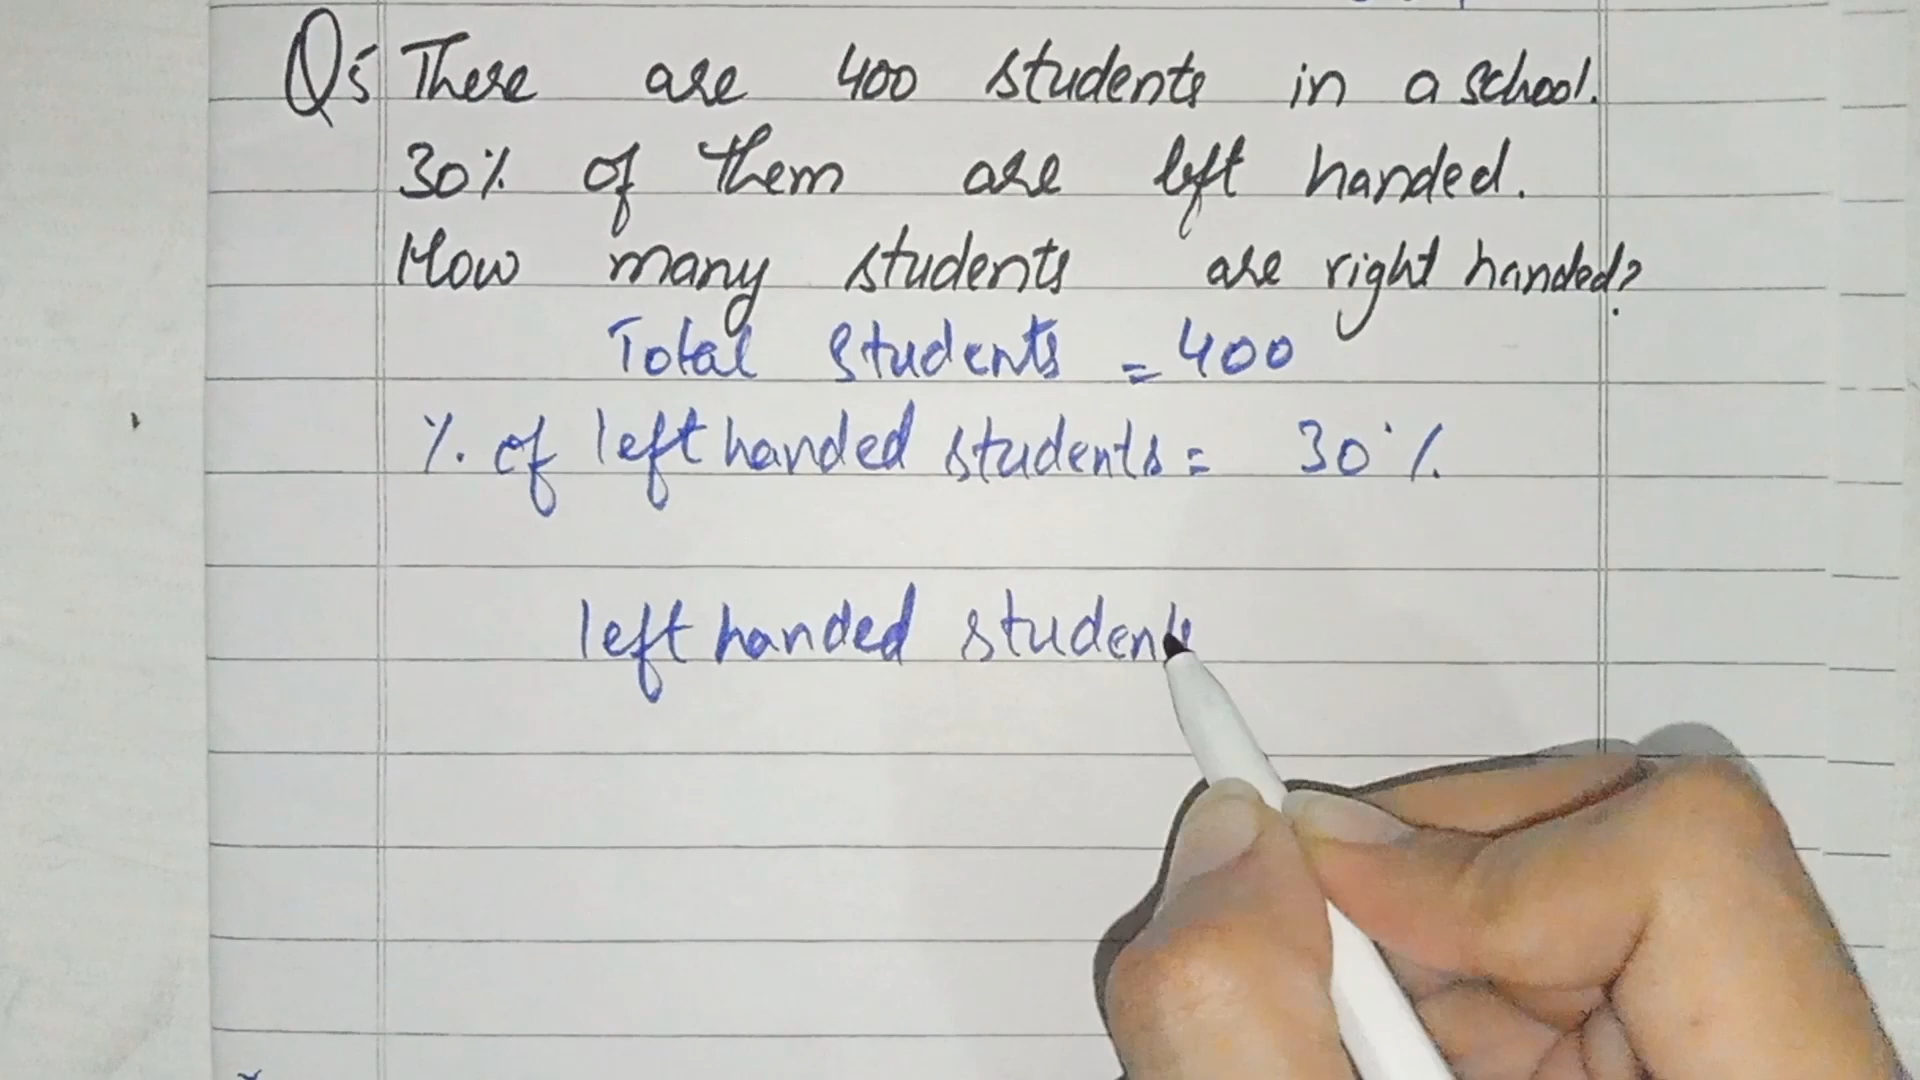 Q5 There are 400 students in a school.
30% of them are left handed.
How many students are right handed?
Total students = 400
% of left handed students = 30%
left handed students